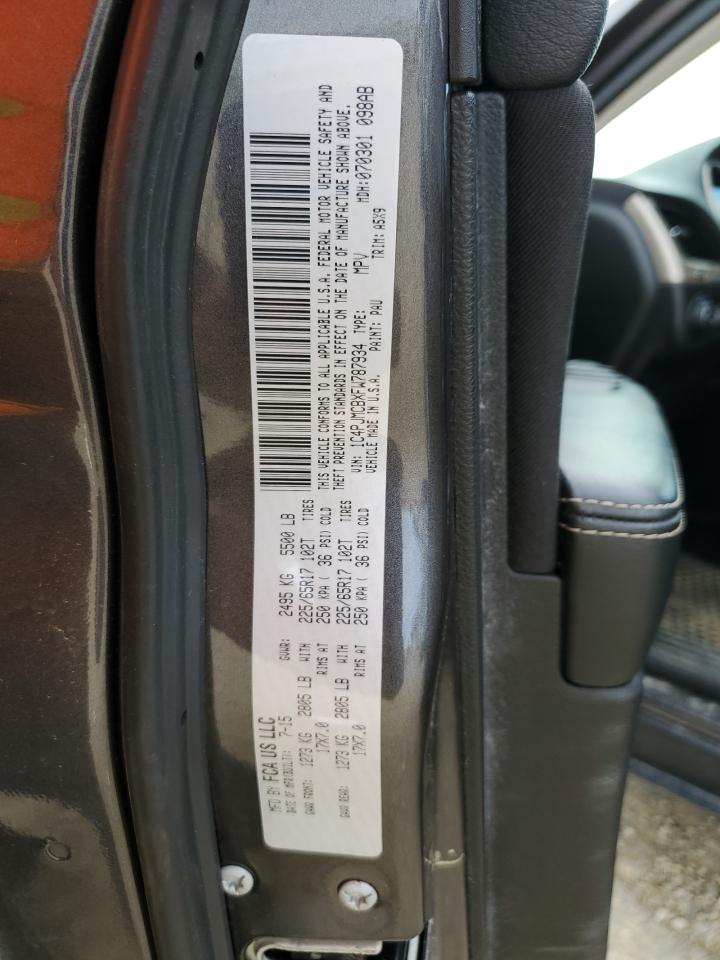 MFD BY FCA US LLC
DATE OF MFR(BUILT): 7-15 GVWR: 2495 KG 5500 LB
GAWR FRONT: 1273 KG 2805 LB WITH 225/65R17 102T TIRES
17X7.0 RIMS AT 250 KPA ( 36 PSI) COLD
GAWR REAR: 1273 KG 2805 LB WITH 225/65R17 102T TIRES
17X7.0 RIMS AT 250 KPA ( 36 PSI) COLD
THIS VEHICLE CONFORMS TO ALL APPLICABLE U.S.A. FEDERAL MOTOR VEHICLE SAFETY AND
THEFT PREVENTION STANDARDS IN EFFECT ON THE DATE OF MANUFACTURE SHOWN ABOVE.
VIN: 1C4PJMCBXFW787934 TYPE: MPV MDH:070301 098AB
VEHICLE MADE IN U.S.A. PAINT: PAU TRIM: A5X9